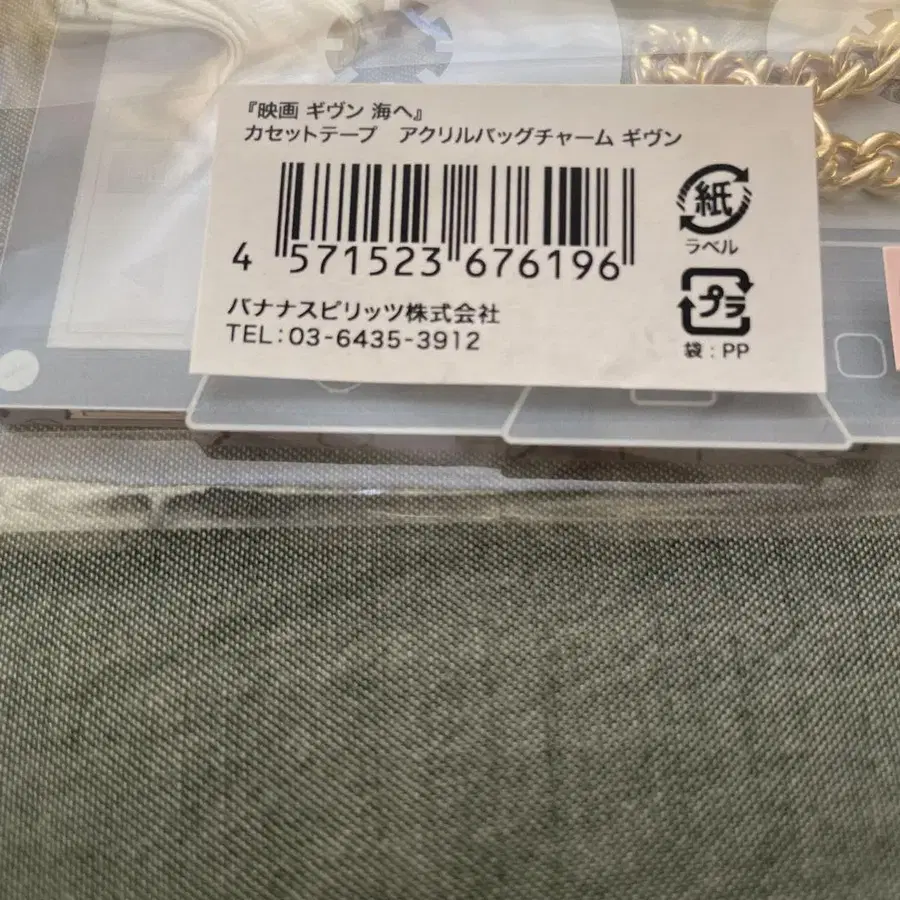 『映画 ギヴン 海へ』
カセットテープ　アクリルバッグチャーム ギヴン
4 571523 676196
紙
ラベル
バナナスピリッツ株式会社
TEL：03-6435-3912
プラ
袋：PP